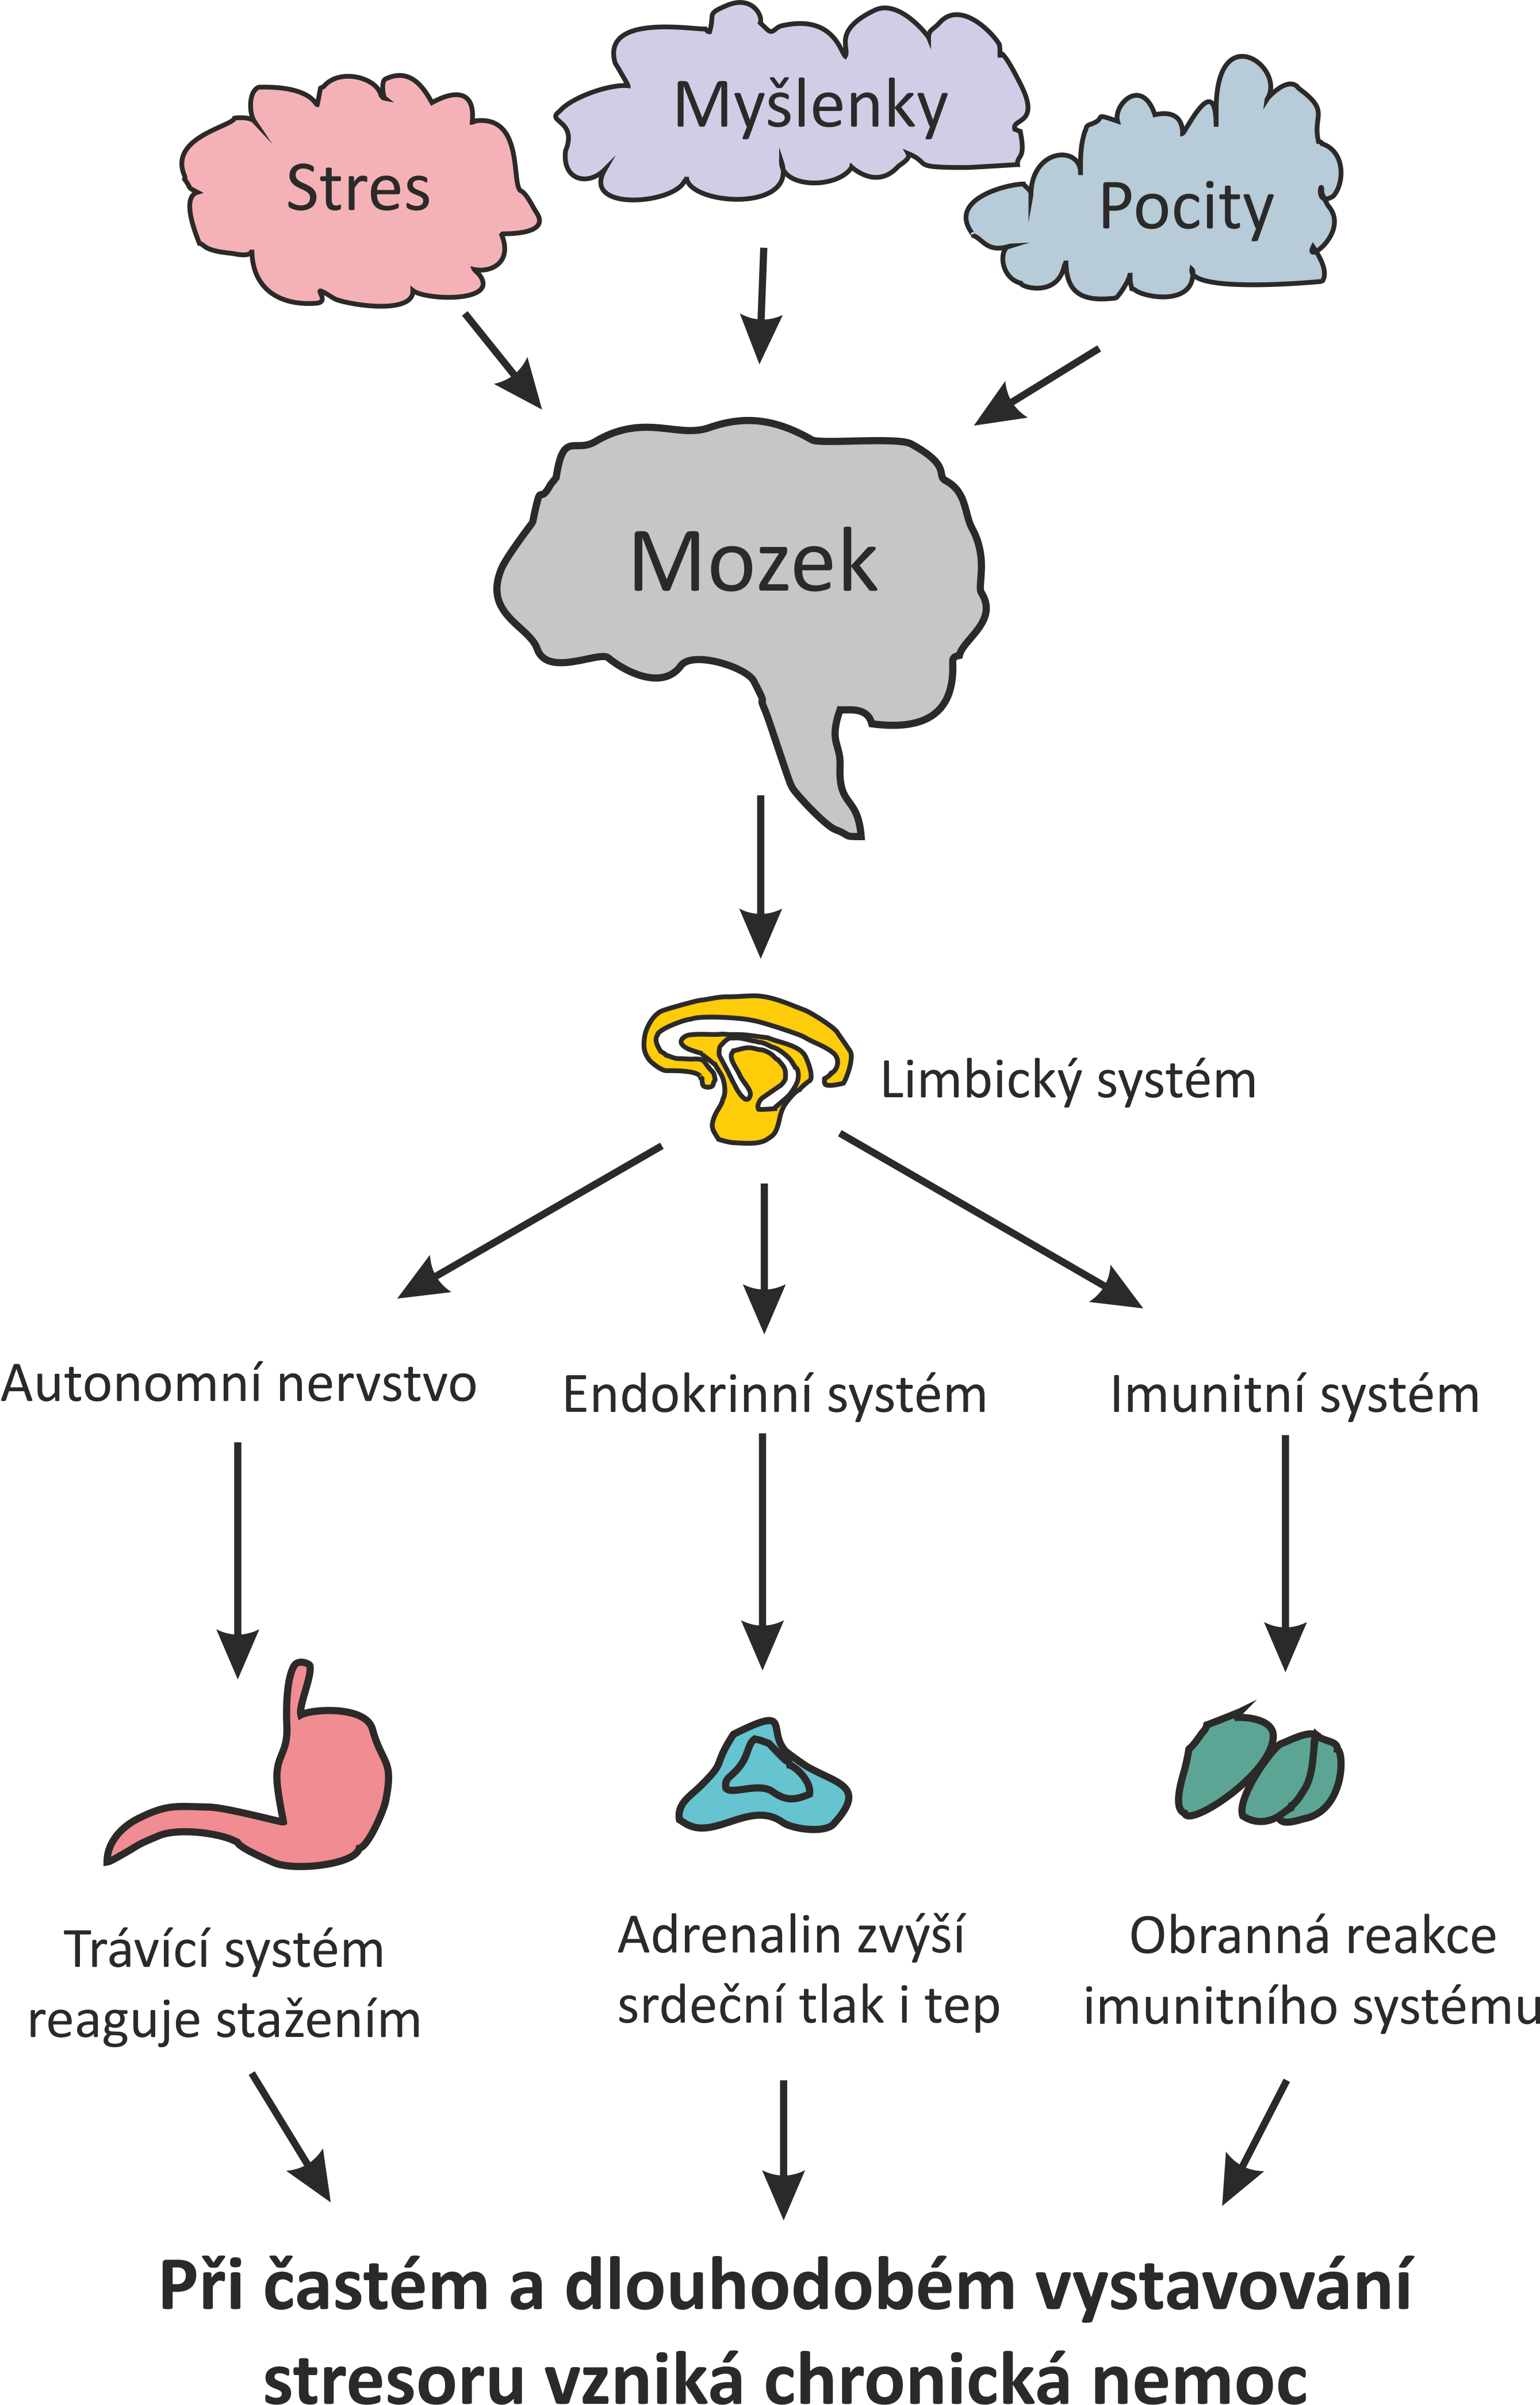 Stres
Myšlenky
Pocity
Mozek
Limbický systém
Autonomní nervstvo
Endokrinní systém
Imunitní systém
Trávící systém
reaguje stažením
Adrenalin zvýší
srdeční tlak i tep
Obranná reakce
imunitního systému
Při častém a dlouhodobém vystavování
stresoru vzniká chronická nemoc